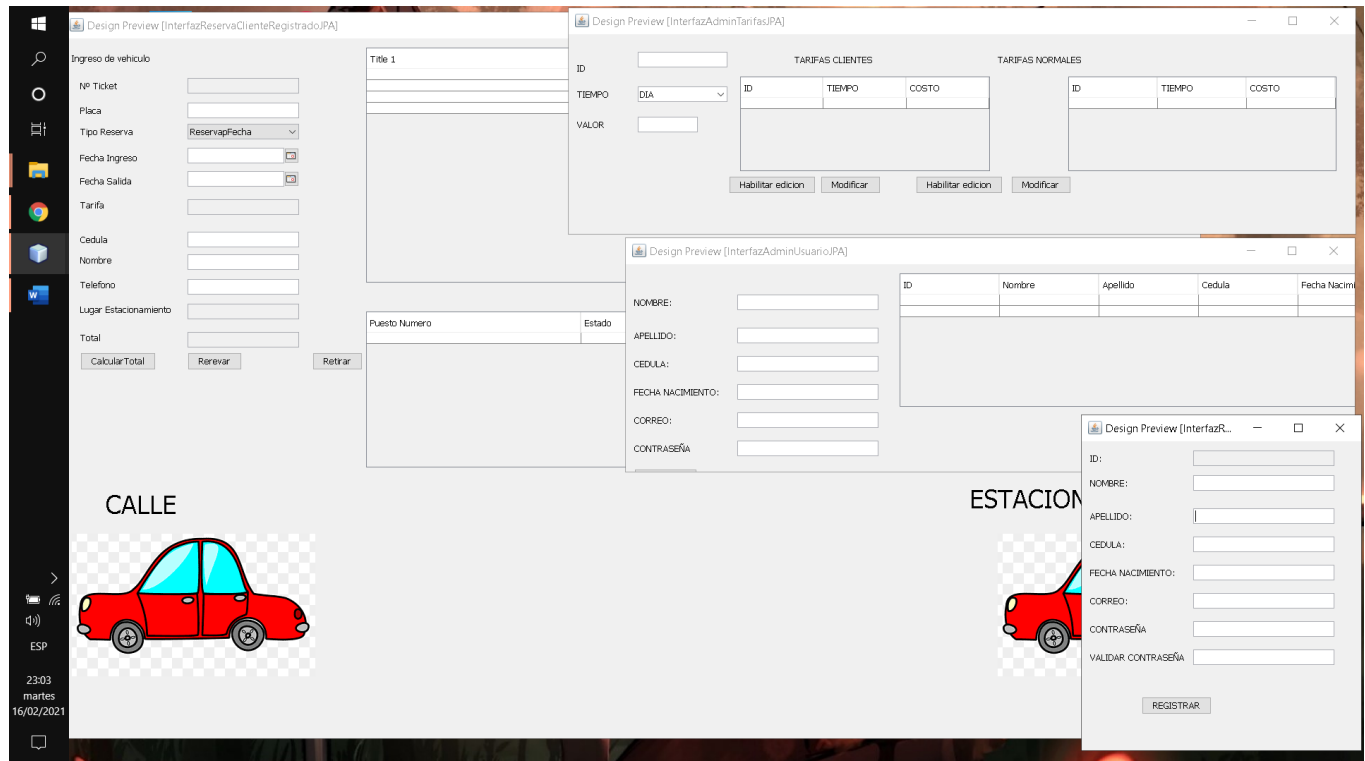 Design Preview [InterfazReservaClienteRegistradoJPA]
Ingreso de vehiculo
Nº Ticket
Placa
Tipo Reserva
ReservapFecha
Fecha Ingreso
Fecha Salida
Tarifa
Cedula
Nombre
Telefono
Lugar Estacionamiento
Total
CalcularTotal
Rerevar
Retirar
Title 1
Puesto Numero
Estado
CALLE
ESTACION
Design Preview [InterfazAdminTarifasJPA]
ID
TIEMPO
DIA
VALOR
TARIFAS CLIENTES
ID
TIEMPO
COSTO
Habilitar edicion
Modificar
TARIFAS NORMALES
ID
TIEMPO
COSTO
Habilitar edicion
Modificar
Design Preview [InterfazAdminUsuarioJPA]
NOMBRE:
APELLIDO:
CEDULA:
FECHA NACIMIENTO:
CORREO:
CONTRASEÑA
ID
Nombre
Apellido
Cedula
Fecha Nacimi
Design Preview [InterfazR...
ID:
NOMBRE:
APELLIDO:
CEDULA:
FECHA NACIMIENTO:
CORREO:
CONTRASEÑA
VALIDAR CONTRASEÑA
REGISTRAR
W
ESP
23:03
martes
16/02/2021